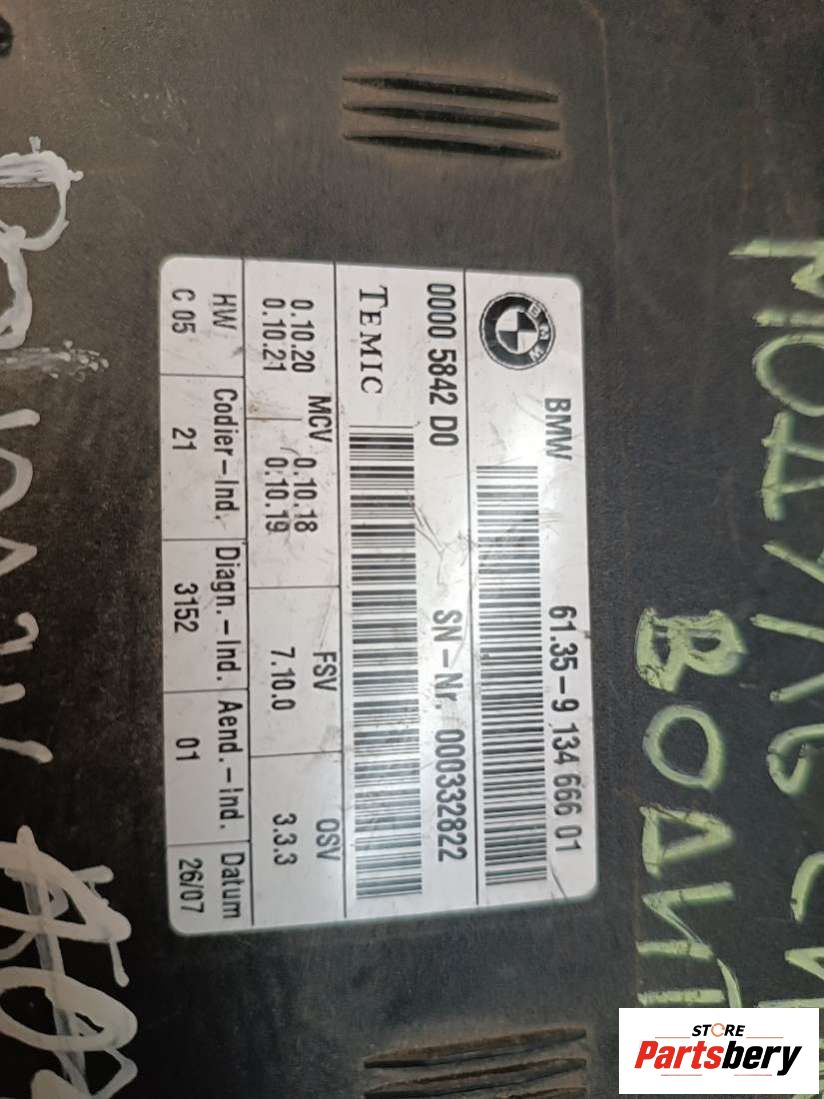 МОДУЛЬ
ВОДИТ
BMW 61.35-9 134 666 01
0000 5842 D0 SN-Nr. 000332822
TEMIC
MCV FSV OSV
0.10.20 0.10.18 7.10.0 3.3.3
0.10.21 0.10.19
HW Codier-Ind. Diagn.-Ind. Aend.-Ind. Datum
C 05 21 3152 01 26/07
STORE
Partsbery